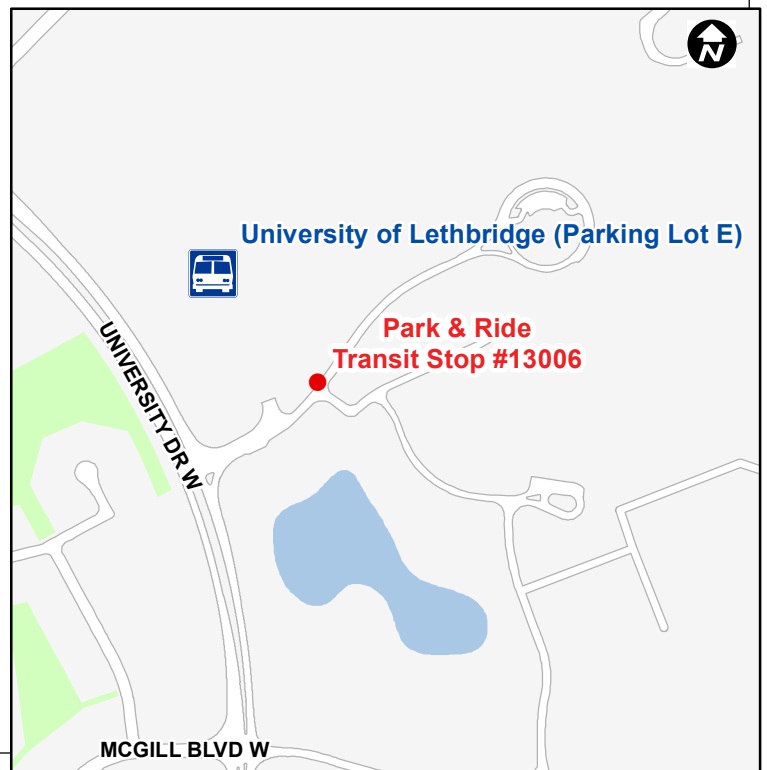 N
University of Lethbridge (Parking Lot E)
Park & Ride
Transit Stop #13006
UNIVERSITY DR W
MCGILL BLVD W